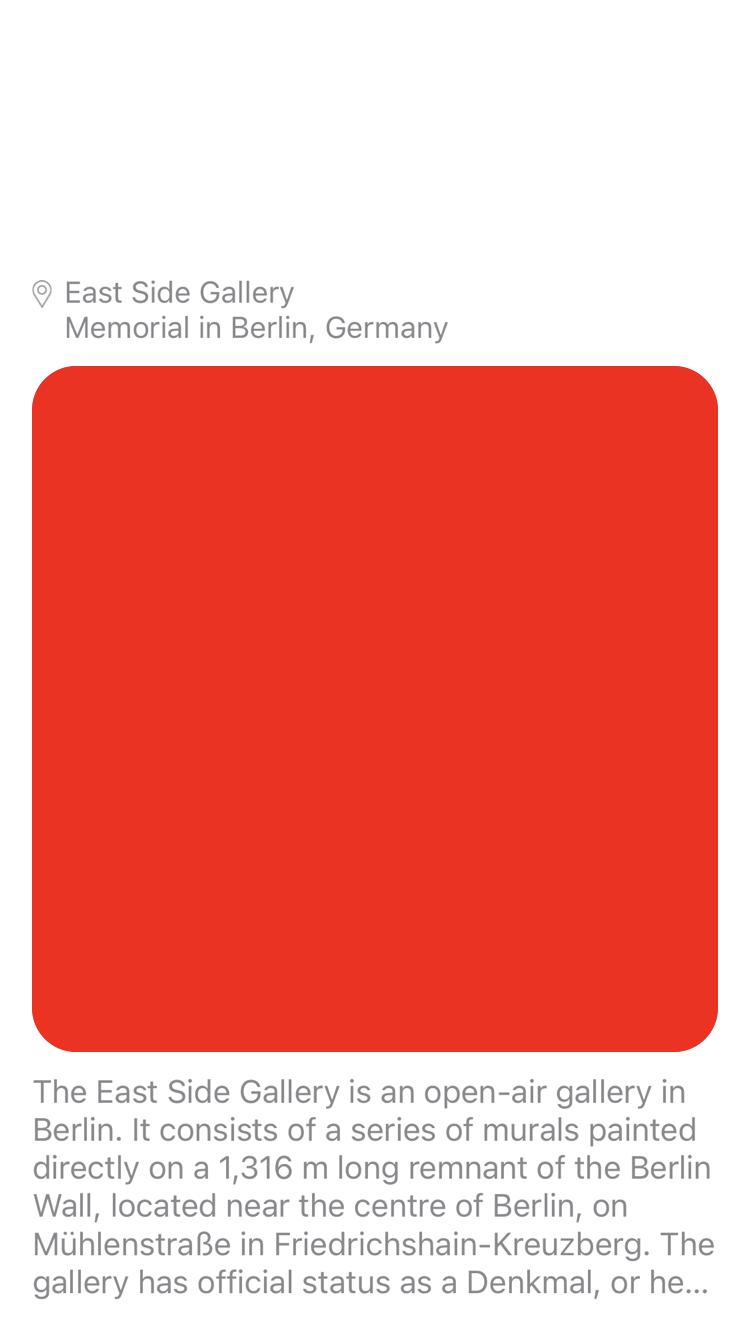 East Side Gallery
Memorial in Berlin, Germany
The East Side Gallery is an open-air gallery in
Berlin. It consists of a series of murals painted
directly on a 1,316 m long remnant of the Berlin
Wall, located near the centre of Berlin, on
Mühlenstraße in Friedrichshain-Kreuzberg. The
gallery has official status as a Denkmal, or he...